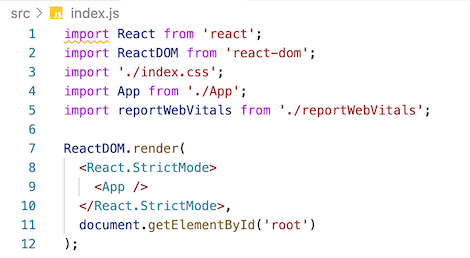 src > JS index.js
1 import React from 'react';
2 import ReactDOM from 'react-dom';
3 import './index.css';
4 import App from './App';
5 import reportWebVitals from './reportWebVitals';
6
7 ReactDOM.render(
8 <React.StrictMode>
9 <App />
10 </React.StrictMode>,
11 document.getElementById('root')
12 );